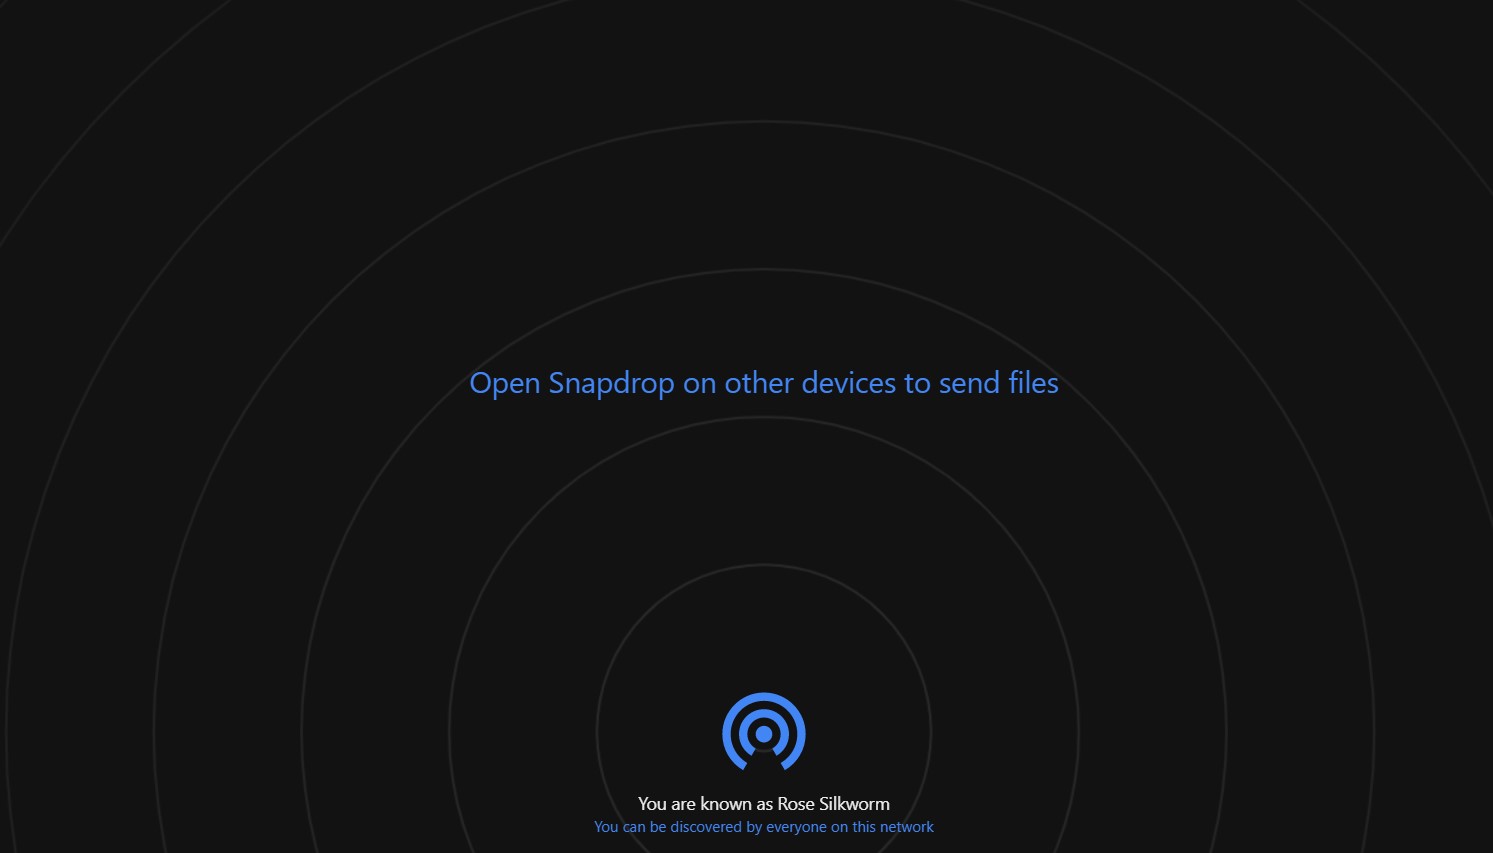 Open Snapdrop on other devices to send files
You are known as Rose Silkworm
You can be discovered by everyone on this network